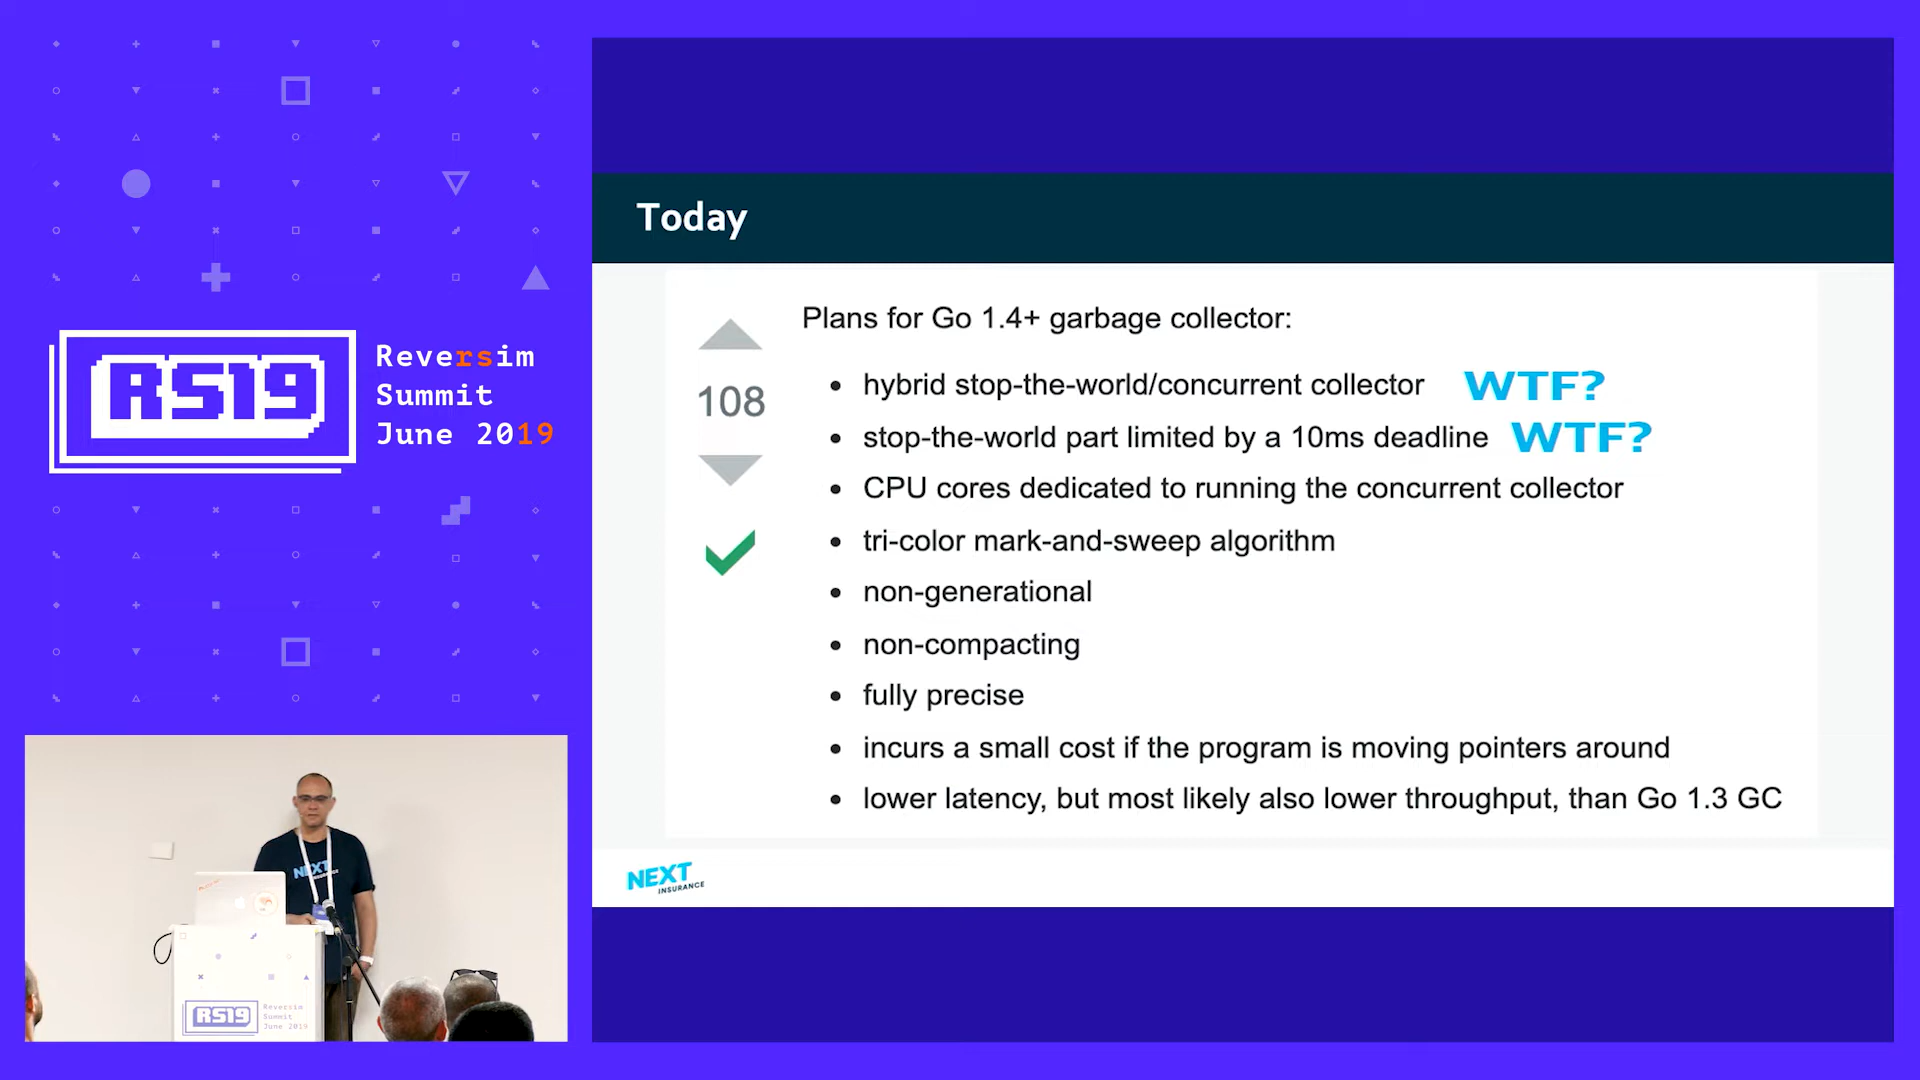 RS19
Reversim
Summit
June 2019
Today
108
Plans for Go 1.4+ garbage collector:
hybrid stop-the-world/concurrent collector WTF?
stop-the-world part limited by a 10ms deadline WTF?
CPU cores dedicated to running the concurrent collector
tri-color mark-and-sweep algorithm
non-generational
non-compacting
fully precise
incurs a small cost if the program is moving pointers around
lower latency, but most likely also lower throughput, than Go 1.3 GC
NEXT
INSURANCE
NEXT
INSURANCE
RS19
Reversim
Summit
June 2019